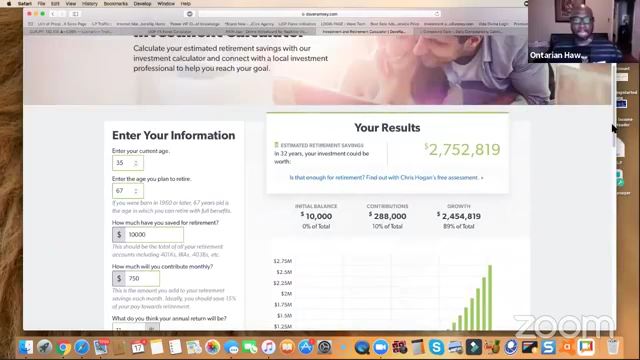 Safari File Edit View History Bookmarks Window Help
daveramsey.com
Calculate your estimated retirement savings with our
investment calculator and connect with a local investment
professional to help you reach your goal.
Ontarian Haw...
Enter Your Information
Enter your current age.
35
Enter the age you plan to retire.
67
If you were born in 1960 or later, 67 years old is
the age in which you can retire with full benefits.
How much have you saved for retirement?
$ 10000
This should be the total of all your retirement
accounts including 401Ks, IRAs, 403Bs, etc.
How much will you contribute monthly?
$ 750
This is the amount you add to your
retirement savings each month. Ideally, you should save 15%
of your pay towards retirement.
What do you think your annual return will be?
11 %
Your Results
ESTIMATED RETIREMENT SAVINGS
In 32 years, your investment could be
worth:
$2,752,819
Is that enough for retirement? Find out with Chris Hogan's free assessment.
INITIAL BALANCE
$10,000
0% of Total
CONTRIBUTIONS
$288,000
10% of Total
GROWTH
$2,454,819
89% of Total
$2.75M
$2.5M
$2.25M
$2M
$1.75M
$1.5M
$1.25M
zoom